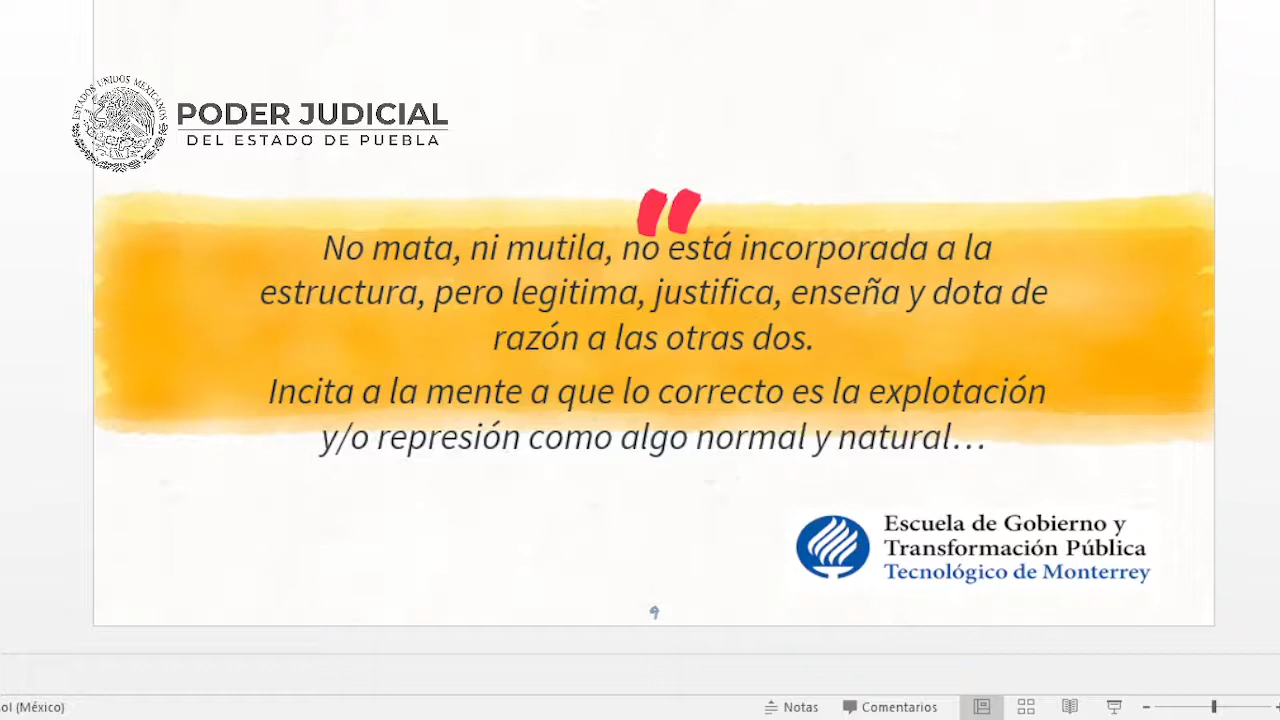 ESTADOS UNIDOS MEXICANOS
PODER JUDICIAL
DEL ESTADO DE PUEBLA
"
No mata, ni mutila, no está incorporada a la
estructura, pero legitima, justifica, enseña y dota de
razón a las otras dos.
Incita a la mente a que lo correcto es la explotación
y/o represión como algo normal y natural…
Escuela de Gobierno y
Transformación Pública
Tecnológico de Monterrey
9
ol (México)
Notas
Comentarios